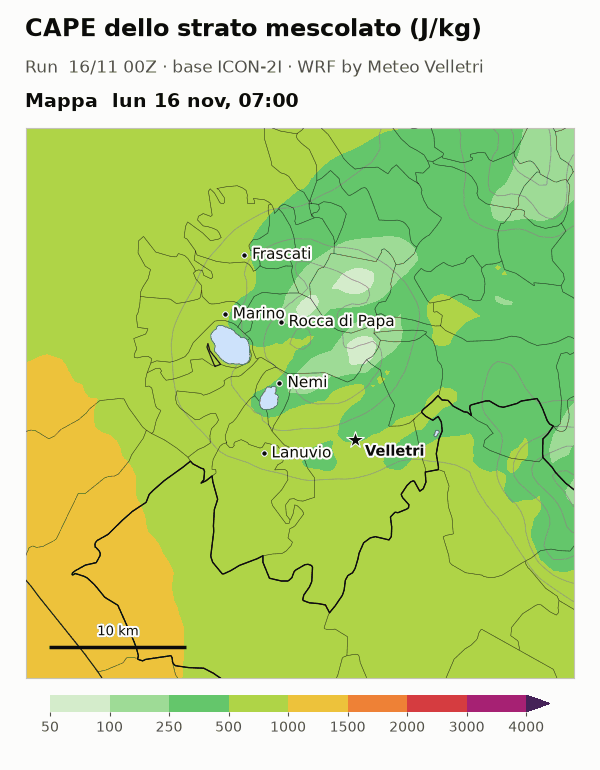 CAPE dello strato mescolato (J/kg)
Run  16/11 00Z · base ICON-2I · WRF by Meteo Velletri
Mappa  lun 16 nov, 07:00
Frascati
Marino
Rocca di Papa
Nemi
Lanuvio
Velletri
10 km
50 100 250 500 1000 1500 2000 3000 4000